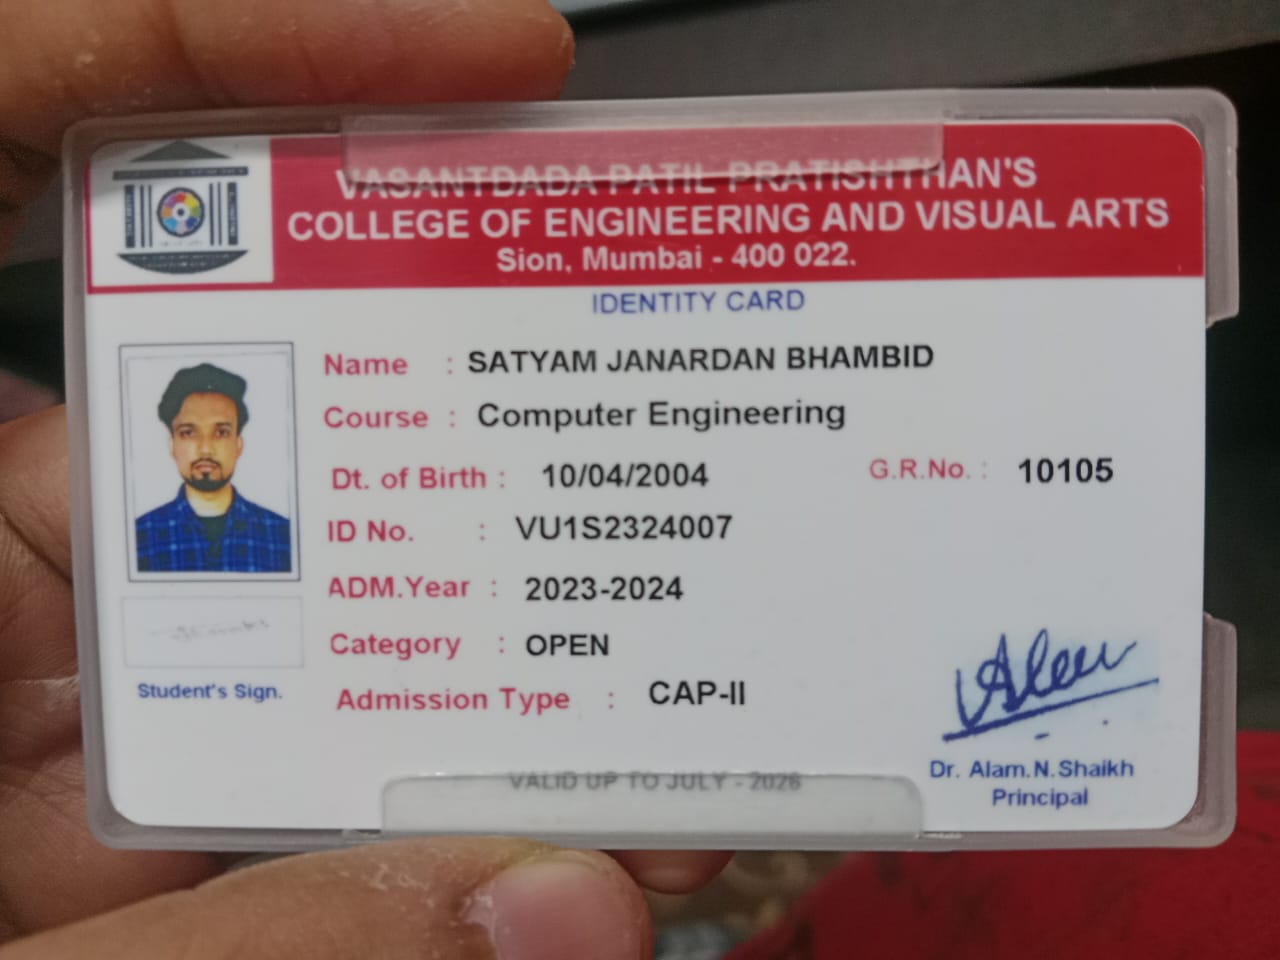 VASANTDADA PATIL PRATISHTHAN'S
COLLEGE OF ENGINEERING AND VISUAL ARTS
Sion, Mumbai - 400 022.
IDENTITY CARD
Name : SATYAM JANARDAN BHAMBID
Course : Computer Engineering
Dt. of Birth : 10/04/2004 G.R.No. : 10105
ID No. : VU1S2324007
ADM.Year : 2023-2024
Category : OPEN
Admission Type : CAP-II
Student's Sign.
Dr. Alam.N.Shaikh
Principal
VALID UP TO JULY - 2026